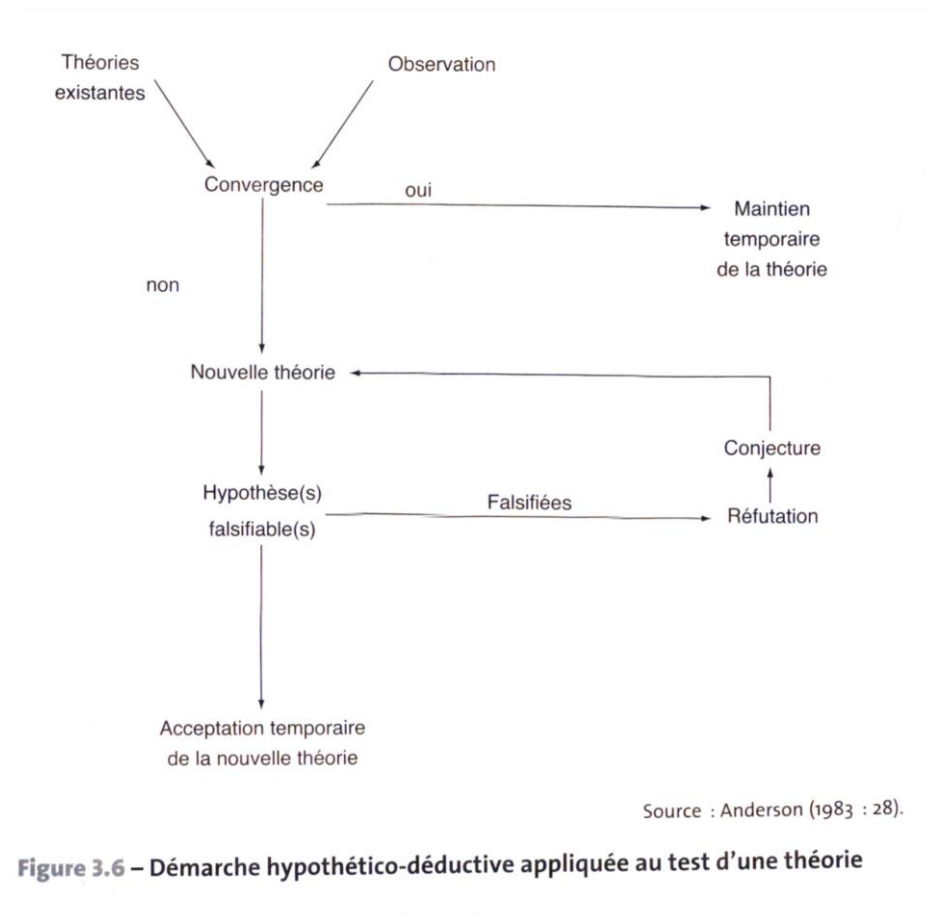 Théories
existantes
Observation
Convergence
oui
Maintien
temporaire
de la théorie
non
Nouvelle théorie
Conjecture
Hypothèse(s)
falsifiable(s)
Falsifiées
Réfutation
Acceptation temporaire
de la nouvelle théorie
Source : Anderson (1983 : 28).
Figure 3.6 – Démarche hypothético-déductive appliquée au test d'une théorie